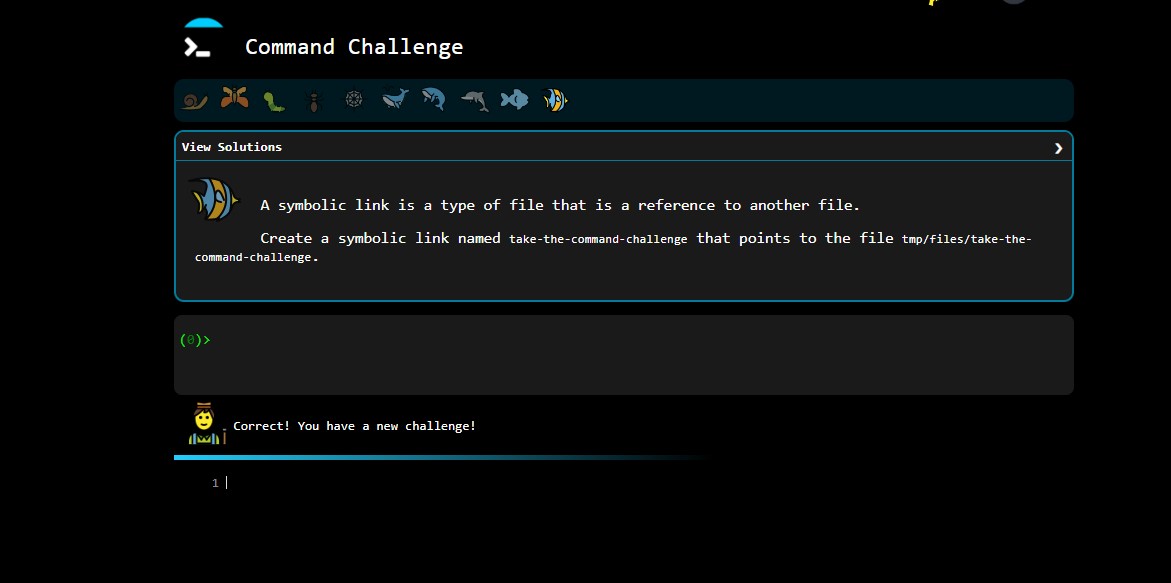 Command Challenge
View Solutions
A symbolic link is a type of file that is a reference to another file.
Create a symbolic link named take-the-command-challenge that points to the file tmp/files/take-the-
command-challenge.
(0)>
Correct! You have a new challenge!
1